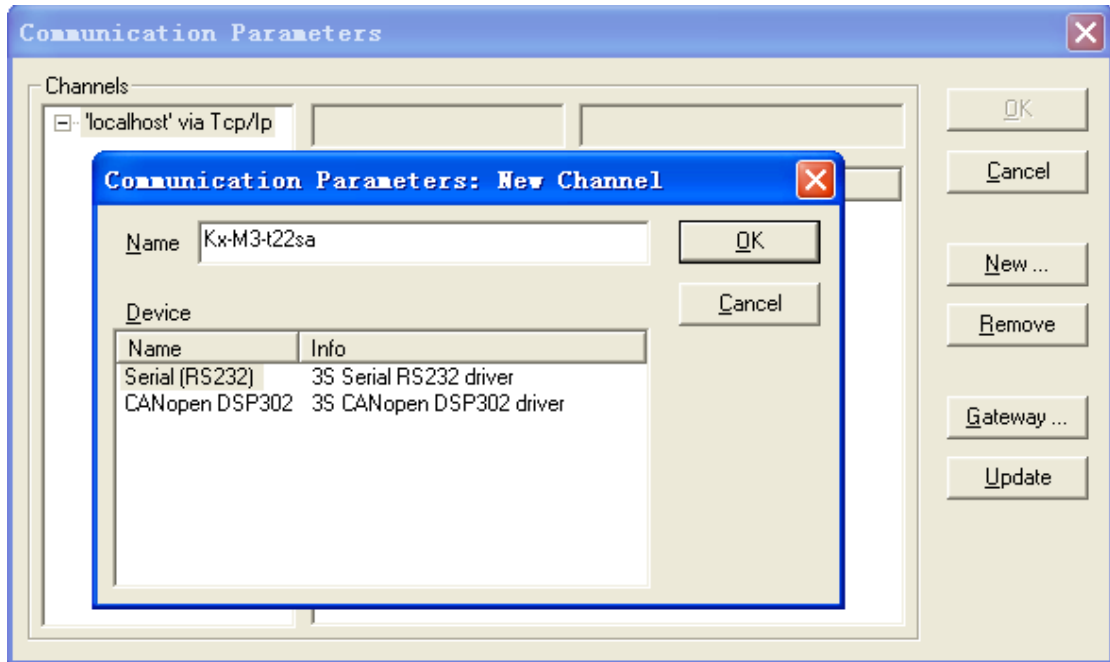 Communication Parameters
Channels
'localhost' via Tcp/Ip
OK
Cancel
New ...
Remove
Gateway ...
Update
Communication Parameters: New Channel
Name Kx-M3-t22sa
OK
Cancel
Device
Name Info
Serial (RS232) 3S Serial RS232 driver
CANopen DSP302 3S CANopen DSP302 driver